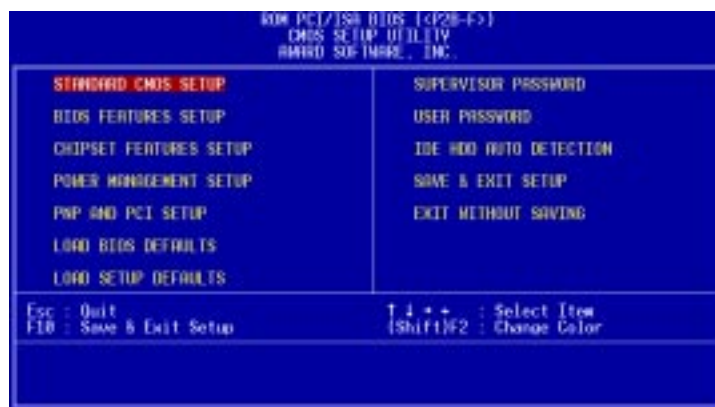 ROM PCI/ISA BIOS (<P2B-F>)
CMOS SETUP UTILITY
AWARD SOFTWARE, INC.
STANDARD CMOS SETUP
BIOS FEATURES SETUP
CHIPSET FEATURES SETUP
POWER MANAGEMENT SETUP
PNP AND PCI SETUP
LOAD BIOS DEFAULTS
LOAD SETUP DEFAULTS
SUPERVISOR PASSWORD
USER PASSWORD
IDE HDD AUTO DETECTION
SAVE & EXIT SETUP
EXIT WITHOUT SAVING
Esc : Quit
F10 : Save & Exit Setup
↑ ↓ → ← : Select Item
(Shift)F2 : Change Color